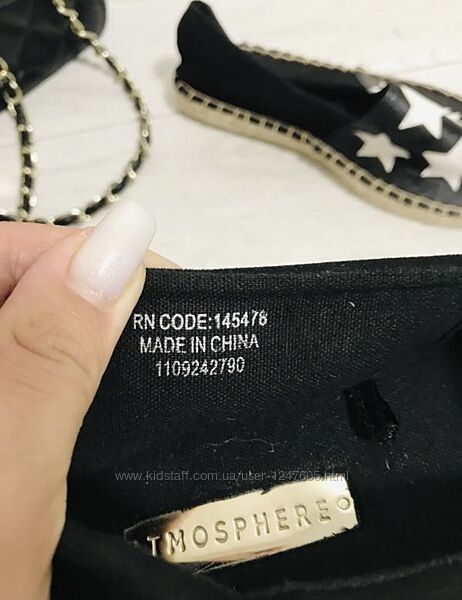 RN CODE:145478
MADE IN CHINA
1109242790
www.kidstaff.com.ua/user-1247605.html
TMOSPHERE